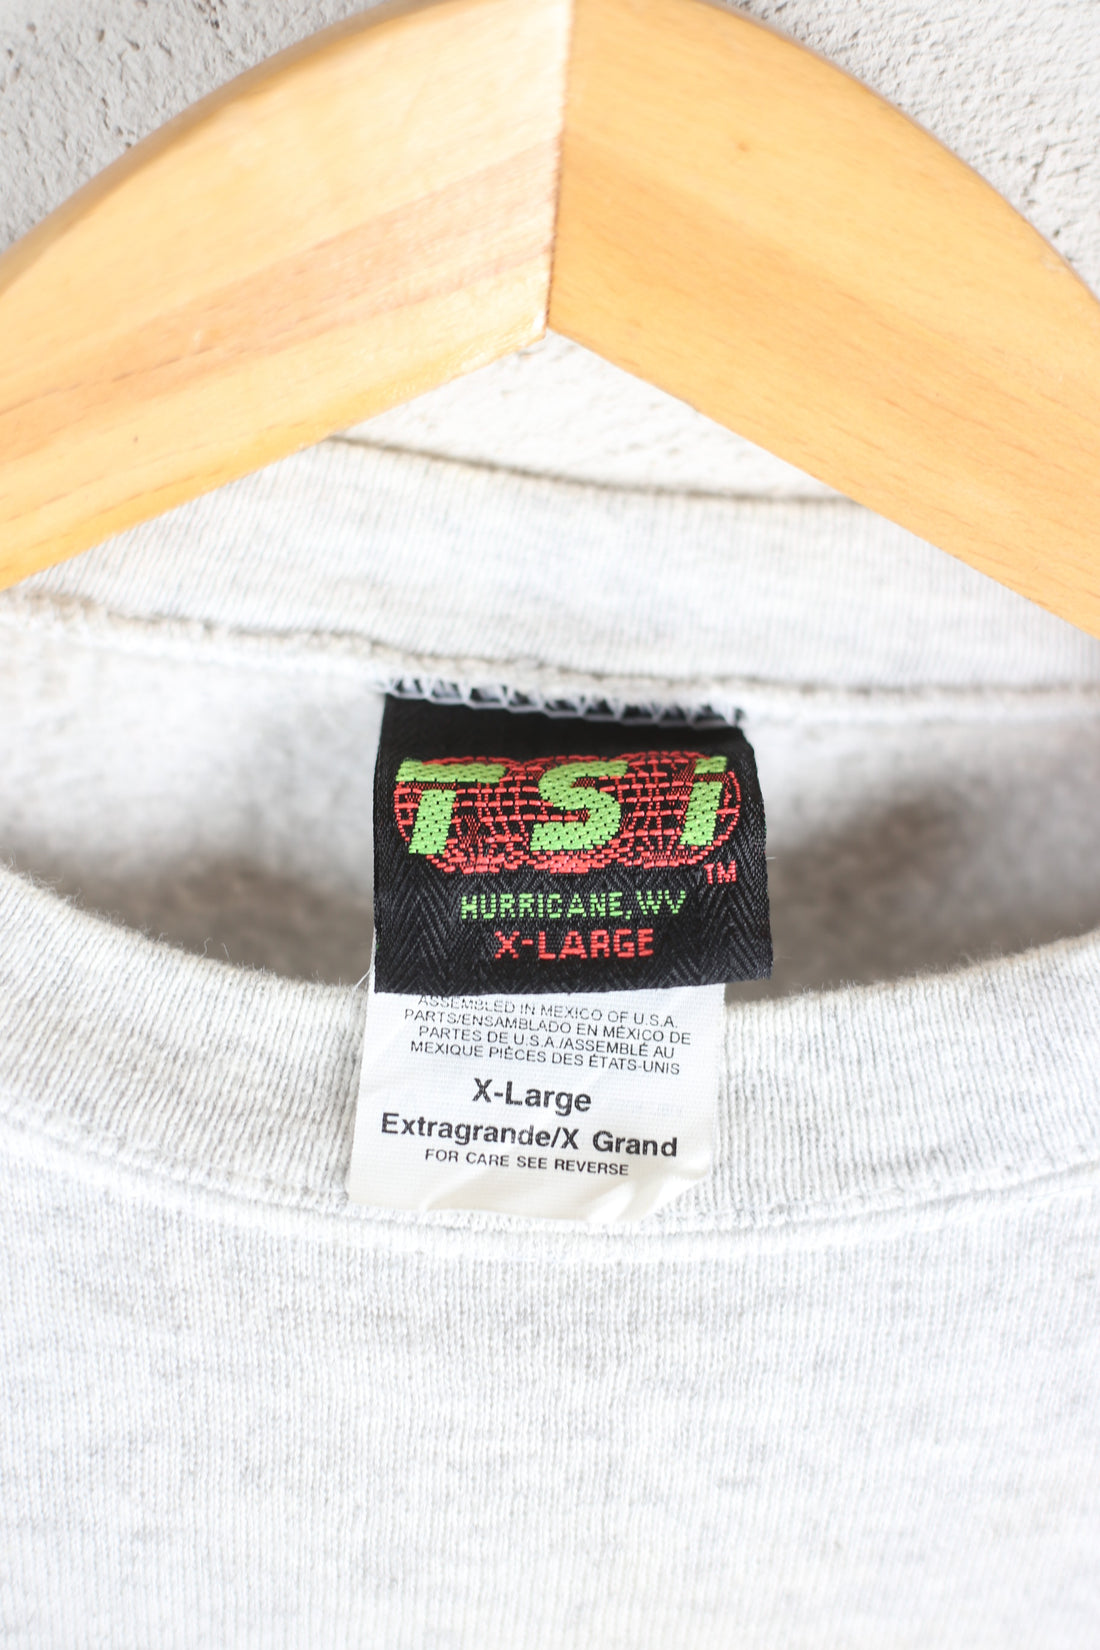 TSi
TM
HURRICANE, WV
X-LARGE
ASSEMBLED IN MEXICO OF U.S.A.
PARTS/ENSAMBLADO EN MÉXICO DE
PARTES DE U.S.A./ASSEMBLÉ AU
MEXIQUE PIÈCES DES ÉTATS-UNIS
X-Large
Extragrande/X Grand
FOR CARE SEE REVERSE